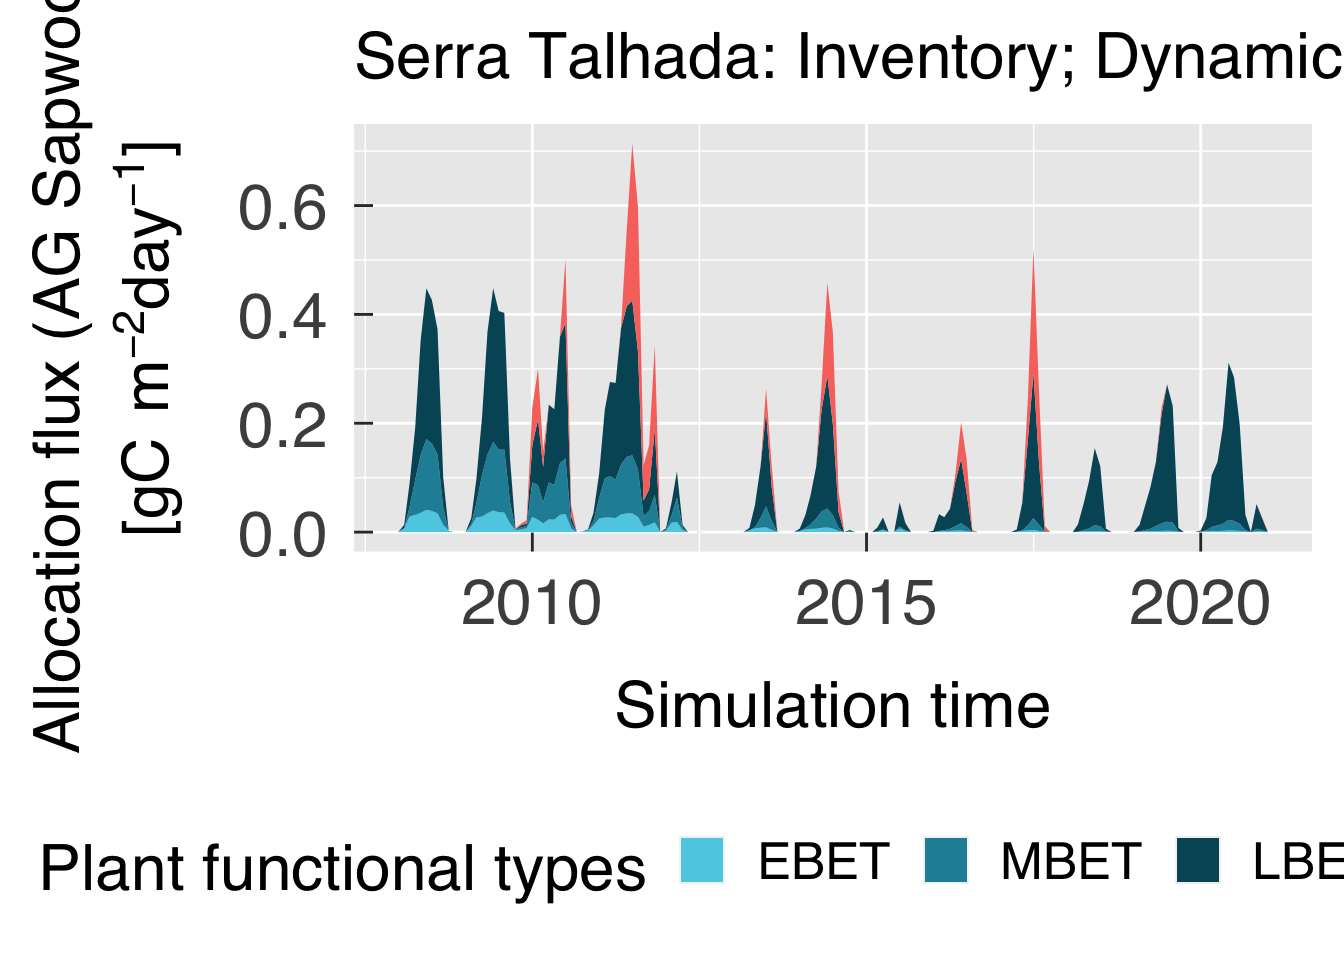 Serra Talhada: Inventory; Dynamic
Allocation flux (AG Sapwoo
[gC m⁻²day⁻¹]
0.6
0.4
0.2
0.0
2010 2015 2020
Simulation time
Plant functional types EBET MBET LBE